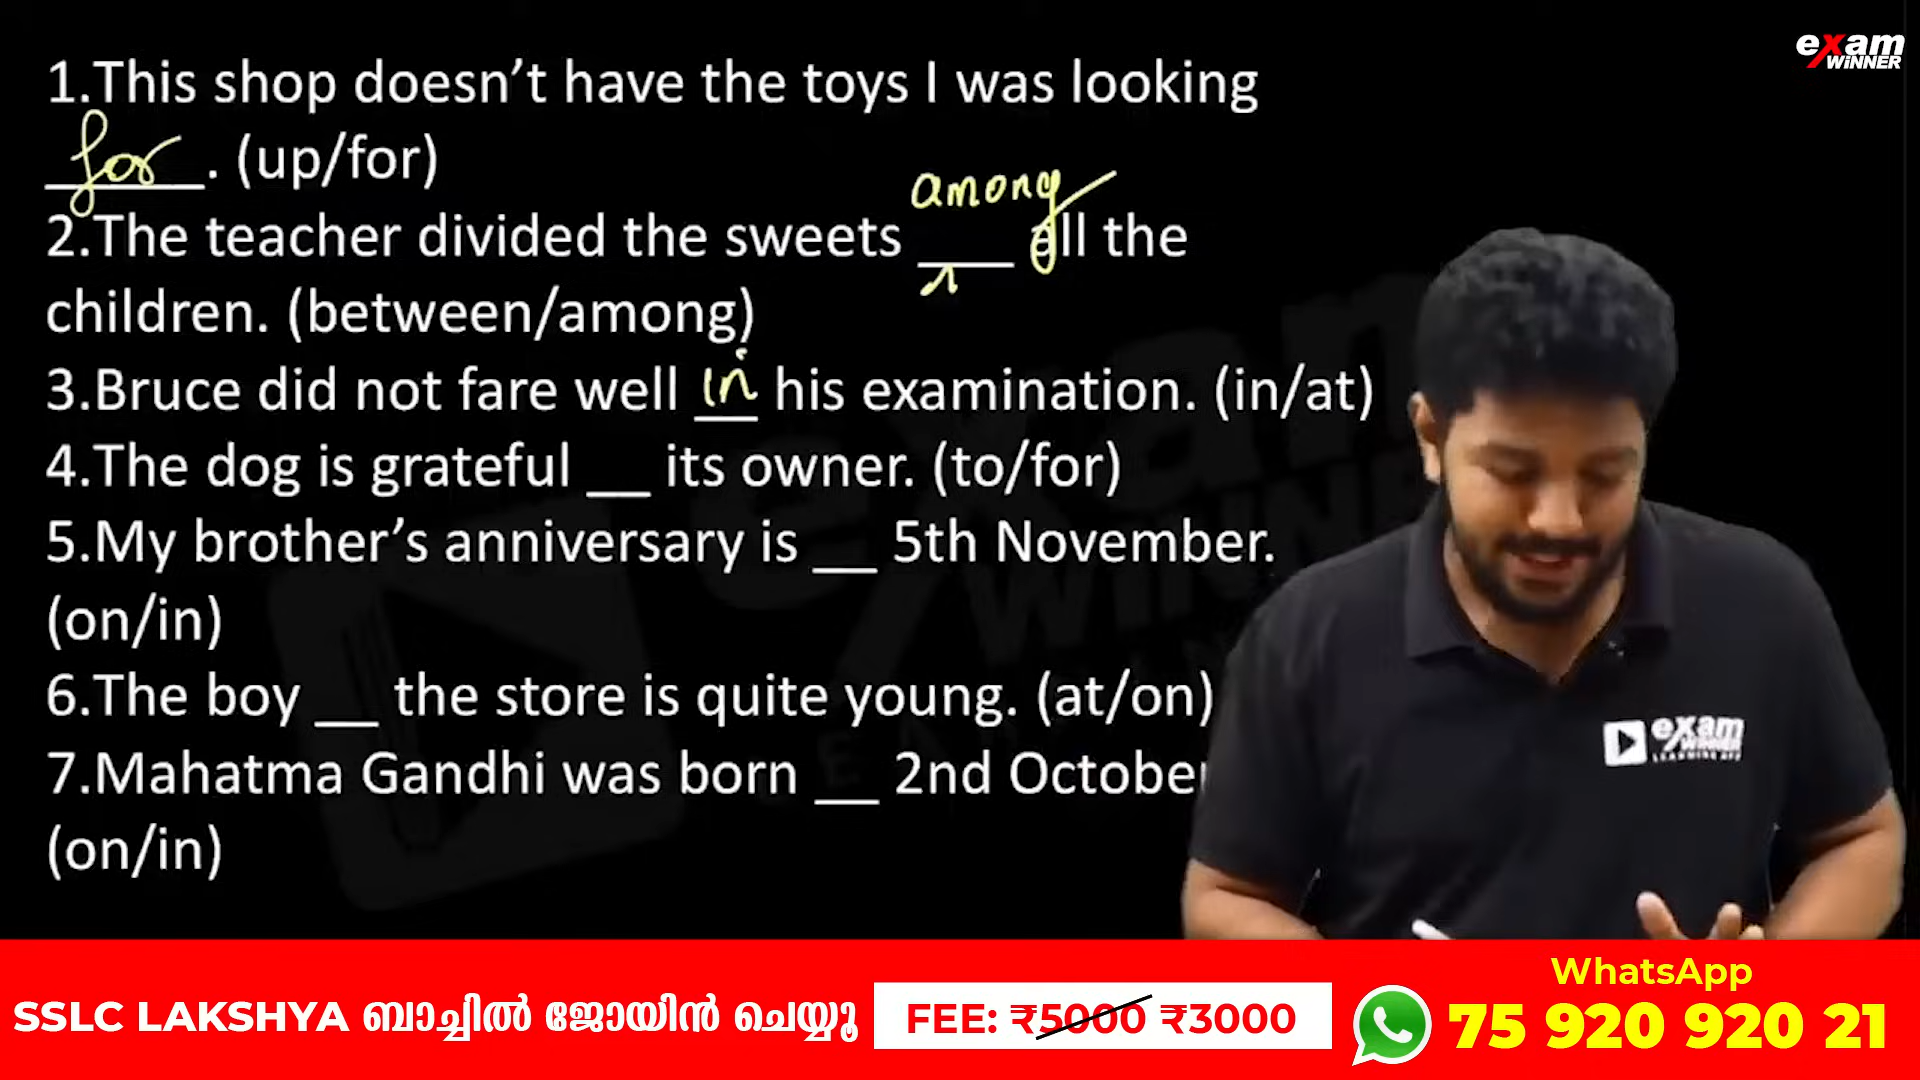 exam
WINNER
1.This shop doesn’t have the toys I was looking
for. (up/for)
among
2.The teacher divided the sweets ____ all the
children. (between/among)
3.Bruce did not fare well in his examination. (in/at)
4.The dog is grateful __ its owner. (to/for)
5.My brother’s anniversary is __ 5th November.
(on/in)
6.The boy __ the store is quite young. (at/on)
7.Mahatma Gandhi was born __ 2nd October
(on/in)
exam
WINNER
LEARNING APP
SSLC LAKSHYA ബാച്ചിൽ ജോയിൻ ചെയ്യൂ
FEE: ₹5000 ₹3000
WhatsApp
75 920 920 21